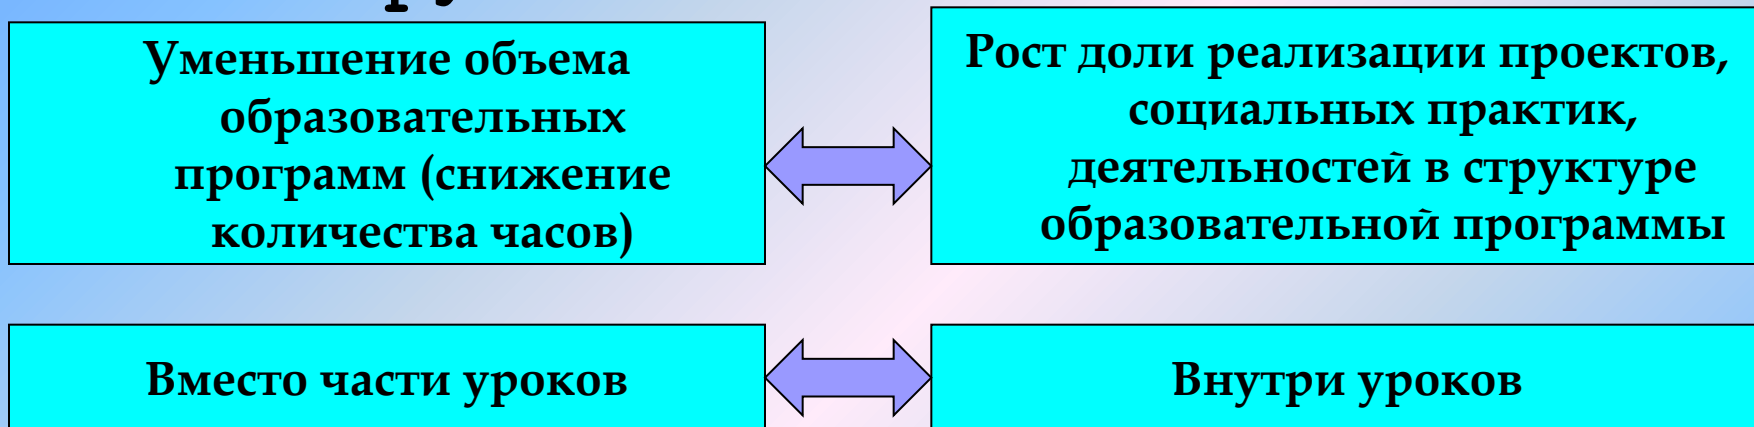 Уменьшение объема
образовательных
программ (снижение
количества часов)
Рост доли реализации проектов,
социальных практик,
деятельностей в структуре
образовательной программы
Вместо части уроков
Внутри уроков